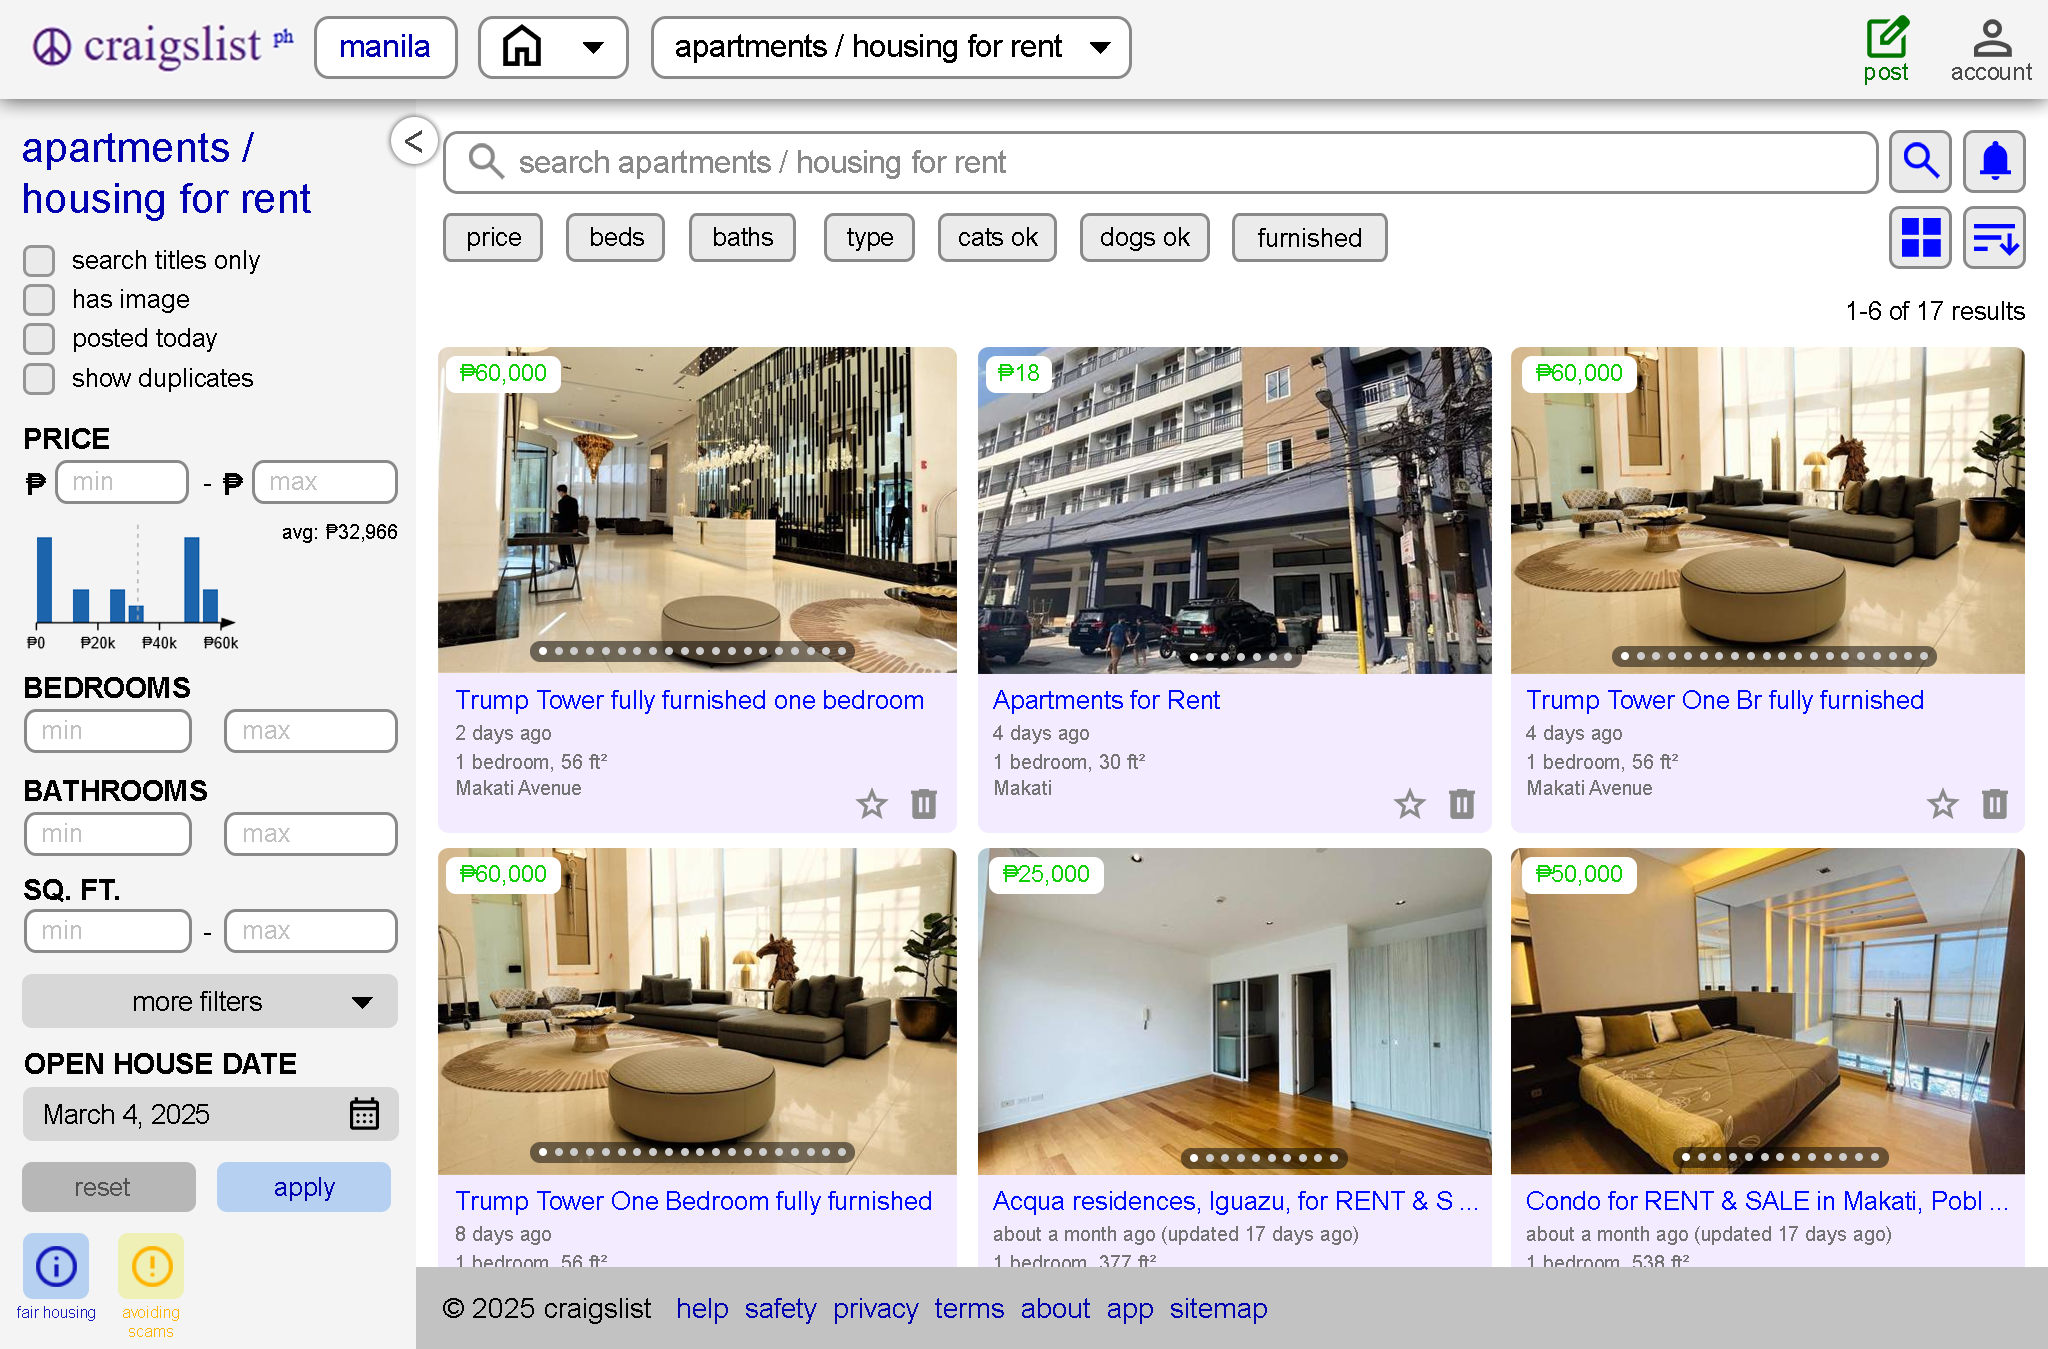 craigslist ph
manila
apartments / housing for rent
post
account
apartments /
housing for rent
<
search titles only
has image
posted today
show duplicates
PRICE
₱ min - ₱ max
avg: ₱32,966
₱0 ₱20k ₱40k ₱60k
BEDROOMS
min max
BATHROOMS
min max
SQ. FT.
min - max
more filters
OPEN HOUSE DATE
March 4, 2025
reset apply
fair housing
avoiding
scams
search apartments / housing for rent
price beds baths type cats ok dogs ok furnished
1-6 of 17 results
₱60,000
Trump Tower fully furnished one bedroom
2 days ago
1 bedroom, 56 ft²
Makati Avenue
₱18
Apartments for Rent
4 days ago
1 bedroom, 30 ft²
Makati
₱60,000
Trump Tower One Br fully furnished
4 days ago
1 bedroom, 56 ft²
Makati Avenue
₱60,000
Trump Tower One Bedroom fully furnished
8 days ago
1 bedroom, 56 ft²
₱25,000
Acqua residences, Iguazu, for RENT & S ...
about a month ago (updated 17 days ago)
1 bedroom, 377 ft²
₱50,000
Condo for RENT & SALE in Makati, Pobl ...
about a month ago (updated 17 days ago)
1 bedroom, 538 ft²
© 2025 craigslist help safety privacy terms about app sitemap